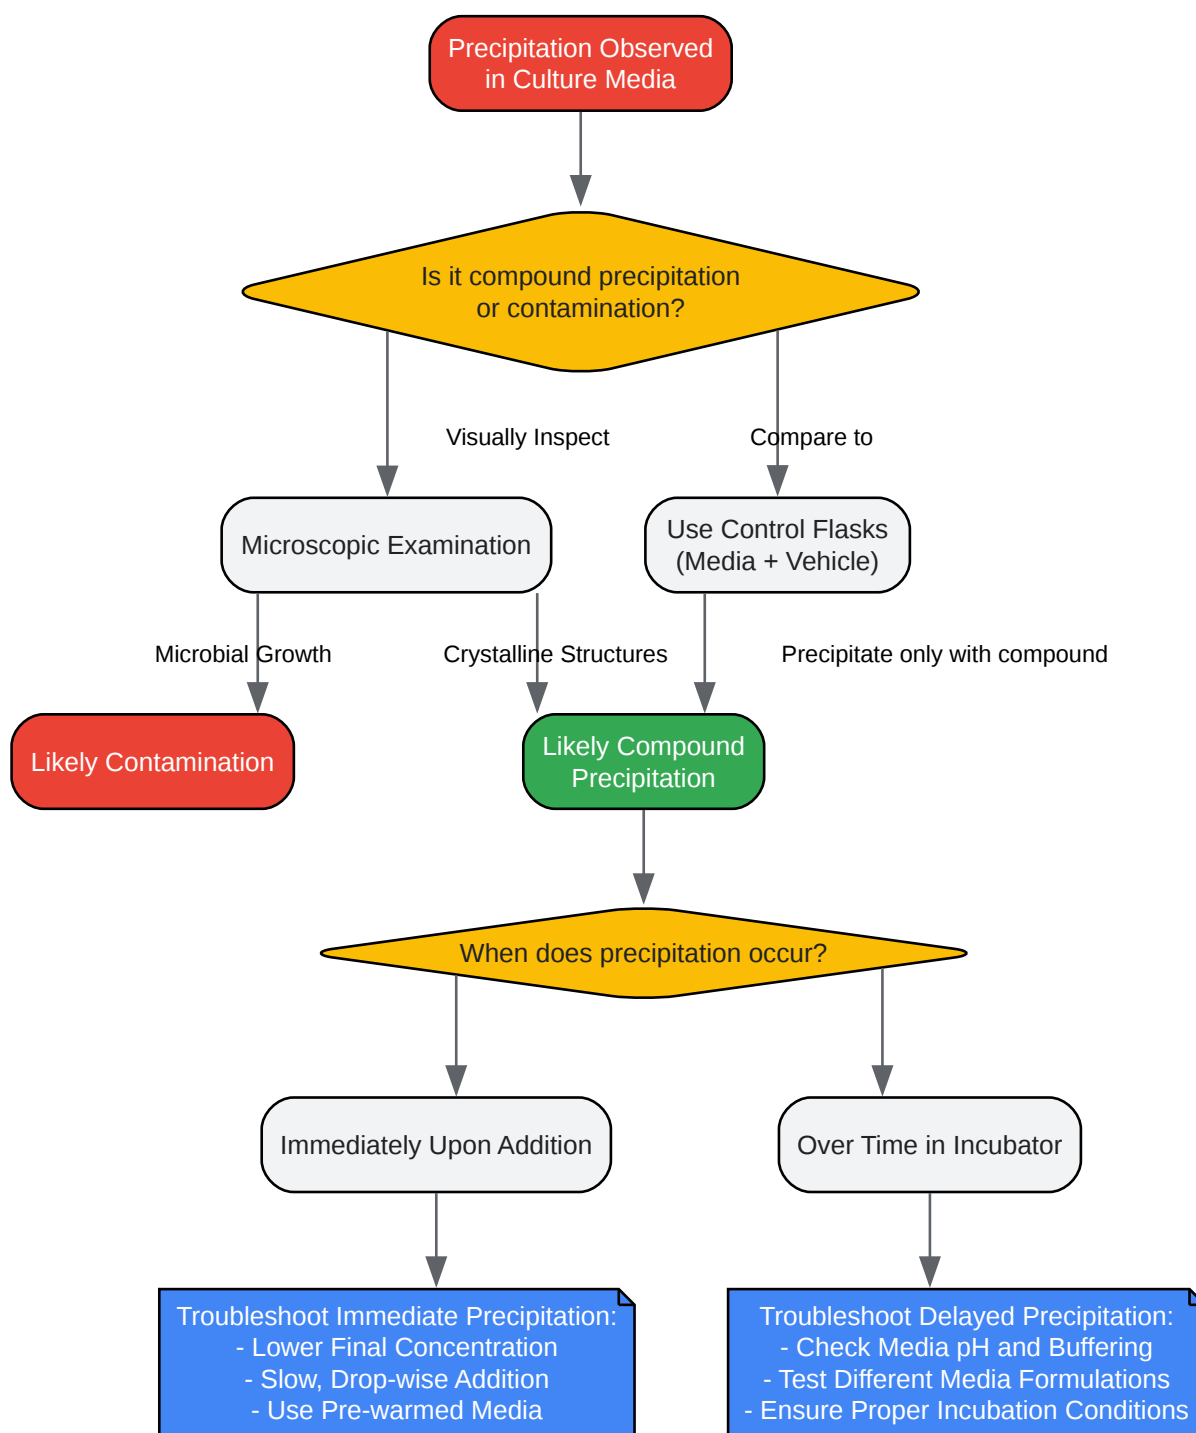 Precipitation Observed
in Culture Media
Is it compound precipitation
or contamination?
Visually Inspect
Compare to
Microscopic Examination
Use Control Flasks
(Media + Vehicle)
Microbial Growth
Crystalline Structures
Precipitate only with compound
Likely Contamination
Likely Compound
Precipitation
When does precipitation occur?
Immediately Upon Addition
Over Time in Incubator
Troubleshoot Immediate Precipitation:
- Lower Final Concentration
- Slow, Drop-wise Addition
- Use Pre-warmed Media
Troubleshoot Delayed Precipitation:
- Check Media pH and Buffering
- Test Different Media Formulations
- Ensure Proper Incubation Conditions